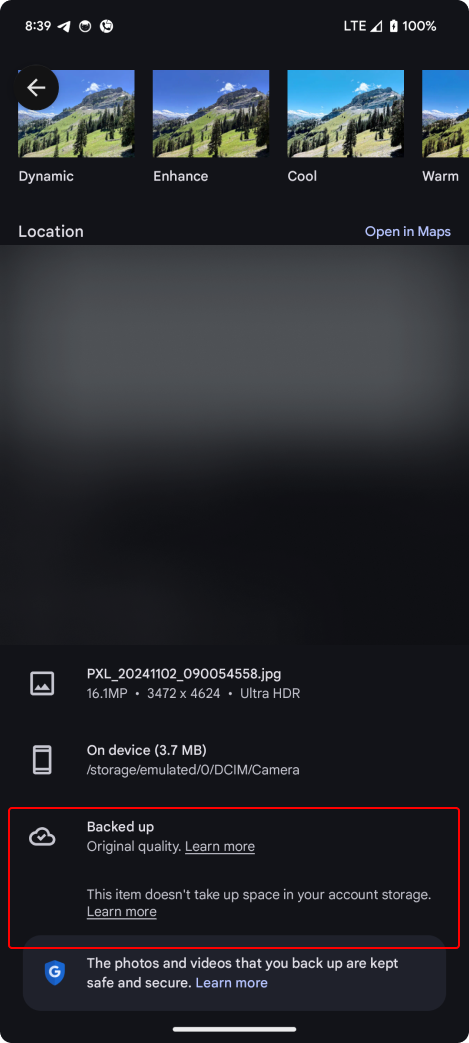 8:39 LTE 100%
Dynamic Enhance Cool Warm
Location Open in Maps
PXL_20241102_090054558.jpg
16.1MP • 3472 x 4624 • Ultra HDR
On device (3.7 MB)
/storage/emulated/0/DCIM/Camera
Backed up
Original quality. Learn more
This item doesn't take up space in your account storage.
Learn more
G
The photos and videos that you back up are kept
safe and secure. Learn more